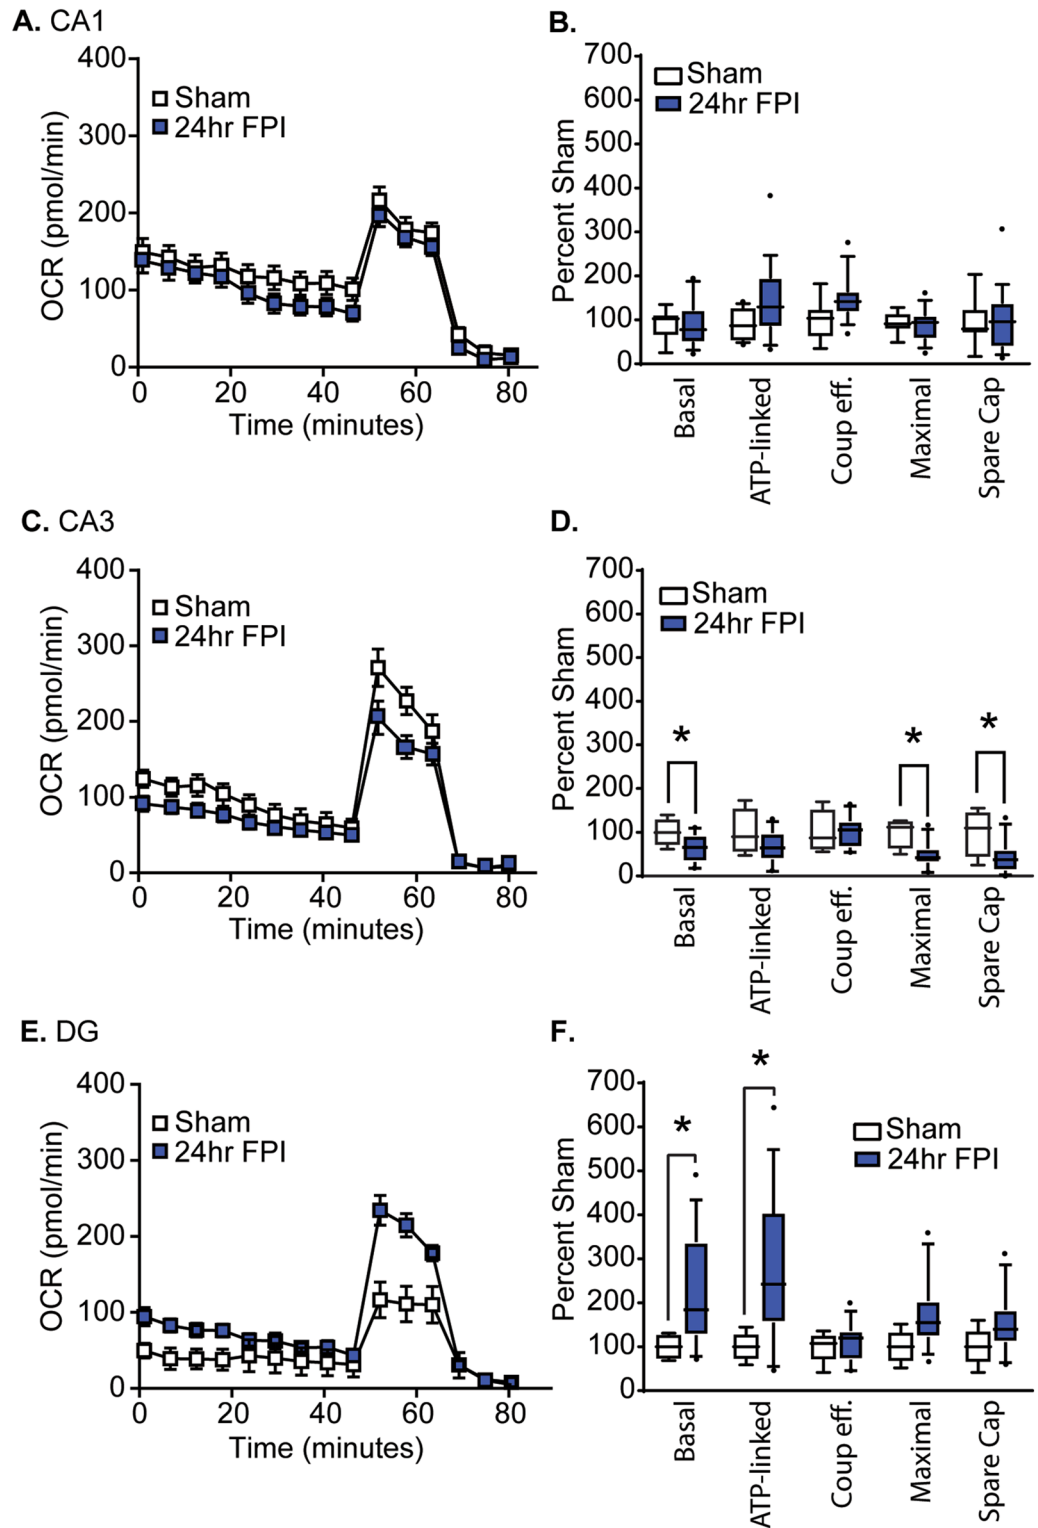 A. CA1
400
300
200
100
0
OCR (pmol/min)
Sham
24hr FPI
0 20 40 60 80
Time (minutes)
B.
700
600
500
400
300
200
100
0
Percent Sham
Sham
24hr FPI
Basal
ATP-linked
Coup eff.
Maximal
Spare Cap
C. CA3
400
300
200
100
0
OCR (pmol/min)
Sham
24hr FPI
0 20 40 60 80
Time (minutes)
D.
700
600
500
400
300
200
100
0
Percent Sham
Sham
24hr FPI
*
*
*
Basal
ATP-linked
Coup eff.
Maximal
Spare Cap
E. DG
400
300
200
100
0
OCR (pmol/min)
Sham
24hr FPI
0 20 40 60 80
Time (minutes)
F.
700
600
500
400
300
200
100
0
Percent Sham
*
*
Sham
24hr FPI
Basal
ATP-linked
Coup eff.
Maximal
Spare Cap